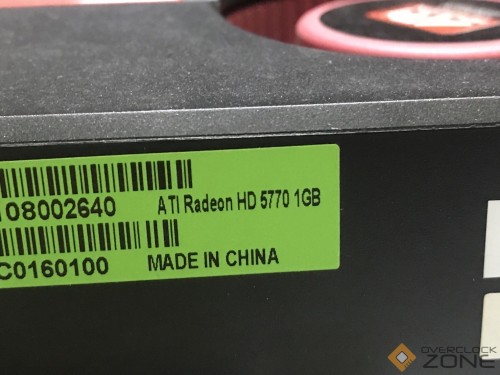 08002640 ATI Radeon HD 5770 1GB
C0160100 MADE IN CHINA
OVERCLOCK
ZONE